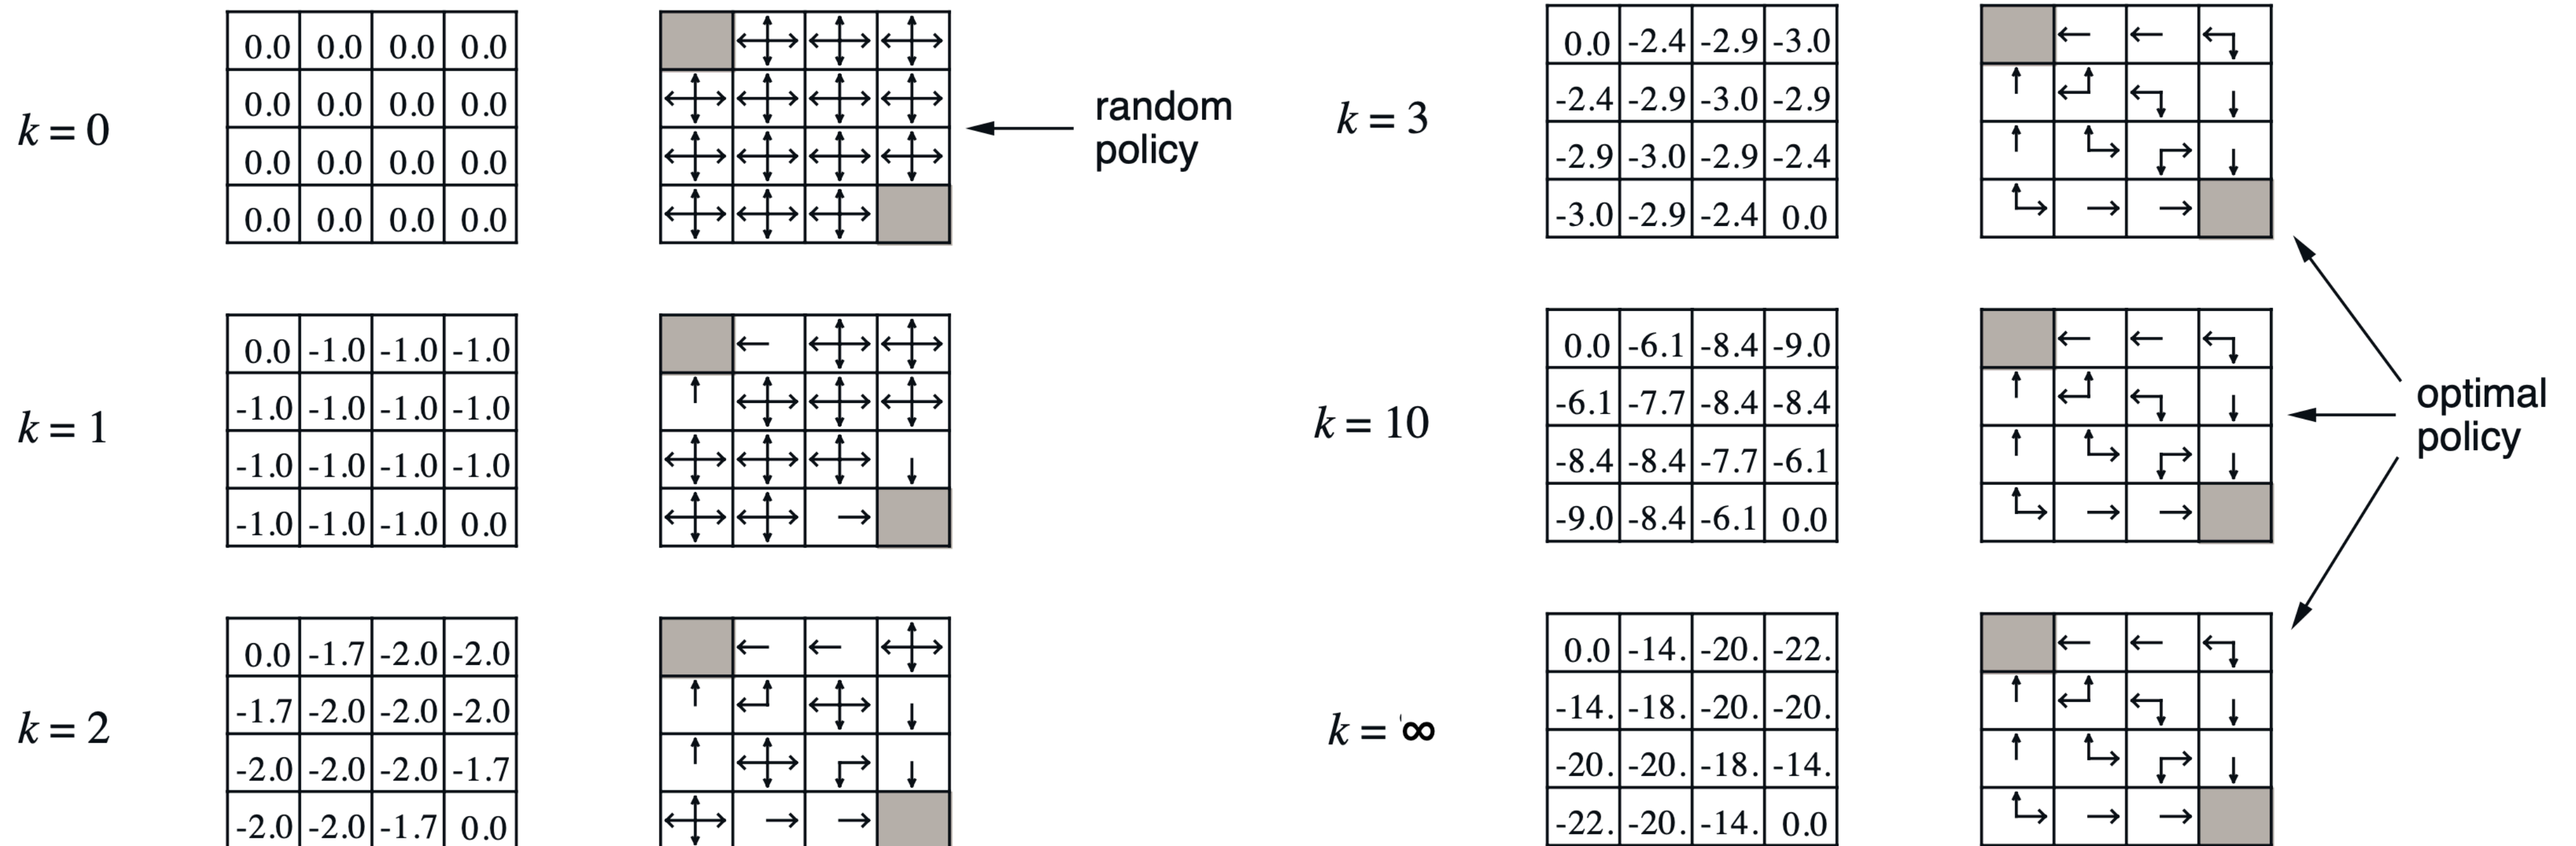 k = 0
0.0 0.0 0.0 0.0
0.0 0.0 0.0 0.0
0.0 0.0 0.0 0.0
0.0 0.0 0.0 0.0
random
policy
k = 1
0.0 -1.0 -1.0 -1.0
-1.0 -1.0 -1.0 -1.0
-1.0 -1.0 -1.0 -1.0
-1.0 -1.0 -1.0 0.0
k = 2
0.0 -1.7 -2.0 -2.0
-1.7 -2.0 -2.0 -2.0
-2.0 -2.0 -2.0 -1.7
-2.0 -2.0 -1.7 0.0
k = 3
0.0 -2.4 -2.9 -3.0
-2.4 -2.9 -3.0 -2.9
-2.9 -3.0 -2.9 -2.4
-3.0 -2.9 -2.4 0.0
k = 10
0.0 -6.1 -8.4 -9.0
-6.1 -7.7 -8.4 -8.4
-8.4 -8.4 -7.7 -6.1
-9.0 -8.4 -6.1 0.0
optimal
policy
k = ∞
0.0 -14. -20. -22.
-14. -18. -20. -20.
-20. -20. -18. -14.
-22. -20. -14. 0.0